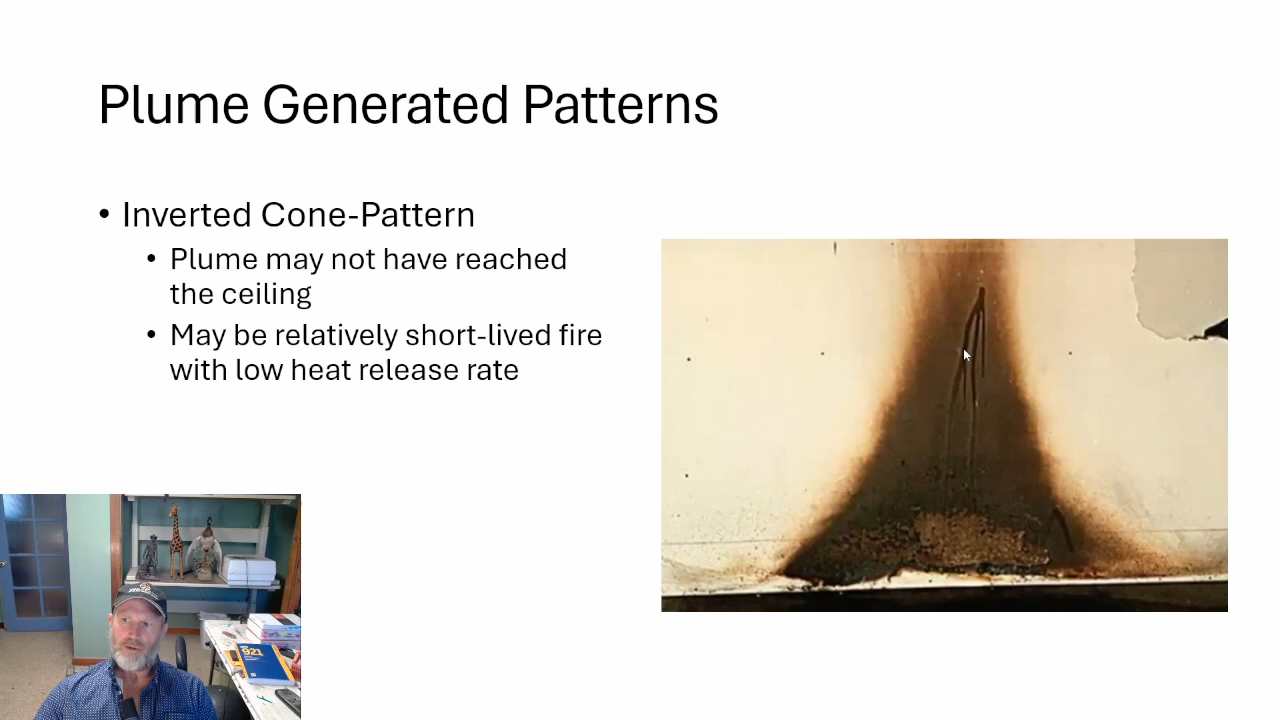 Plume Generated Patterns
• Inverted Cone-Pattern
• Plume may not have reached
the ceiling
• May be relatively short-lived fire
with low heat release rate
921